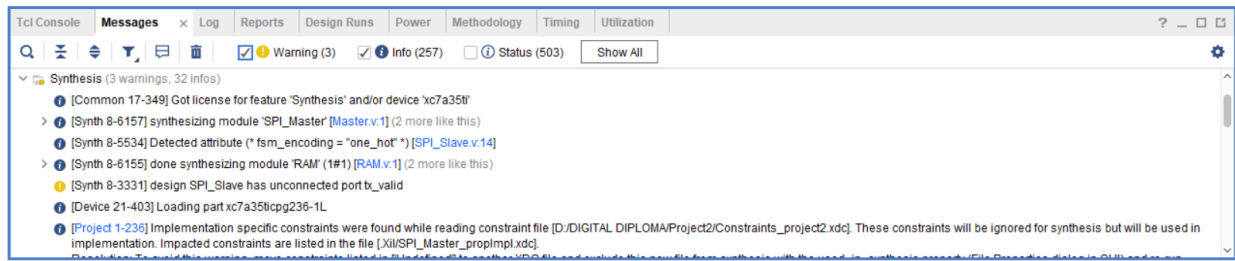 Tcl Console Messages × Log Reports Design Runs Power Methodology Timing Utilization ? _
Warning (3) Info (257) Status (503) Show All
Synthesis (3 warnings, 32 infos)
[Common 17-349] Got license for feature 'Synthesis' and/or device 'xc7a35ti'
[Synth 8-6157] synthesizing module 'SPI_Master' [Master.v:1] (2 more like this)
[Synth 8-5534] Detected attribute (* fsm_encoding = "one_hot" *) [SPI_Slave.v:14]
[Synth 8-6155] done synthesizing module 'RAM' (1#1) [RAM.v:1] (2 more like this)
[Synth 8-3331] design SPI_Slave has unconnected port tx_valid
[Device 21-403] Loading part xc7a35ticpg236-1L
[Project 1-236] Implementation specific constraints were found while reading constraint file [D:/DIGITAL DIPLOMA/Project2/Constraints_project2.xdc]. These constraints will be ignored for synthesis but will be used in
implementation. Impacted constraints are listed in the file [.Xil/SPI_Master_propImpl.xdc].